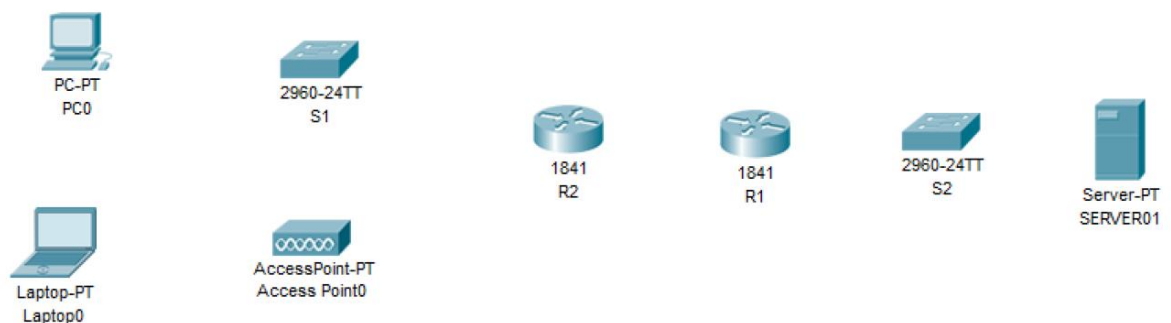 PC-PT
PC0
2960-24TT
S1
1841
R2
1841
R1
2960-24TT
S2
Server-PT
SERVER01
Laptop-PT
Laptop0
AccessPoint-PT
Access Point0